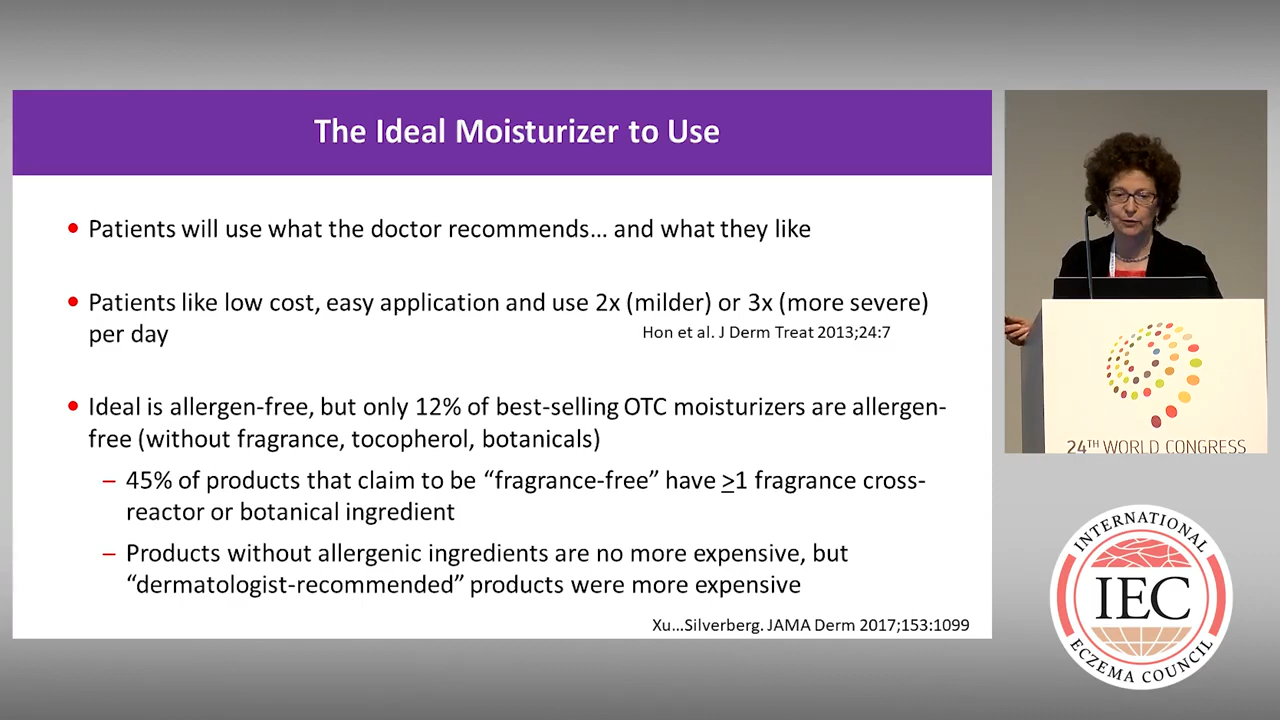 The Ideal Moisturizer to Use
• Patients will use what the doctor recommends… and what they like
• Patients like low cost, easy application and use 2x (milder) or 3x (more severe)
per day
Hon et al. J Derm Treat 2013;24:7
• Ideal is allergen-free, but only 12% of best-selling OTC moisturizers are allergen-
free (without fragrance, tocopherol, botanicals)
– 45% of products that claim to be “fragrance-free” have ≥1 fragrance cross-
reactor or botanical ingredient
– Products without allergenic ingredients are no more expensive, but
“dermatologist-recommended” products were more expensive
Xu…Silverberg. JAMA Derm 2017;153:1099
24TH WORLD CONGRESS
INTERNATIONAL
IEC
ECZEMA COUNCIL